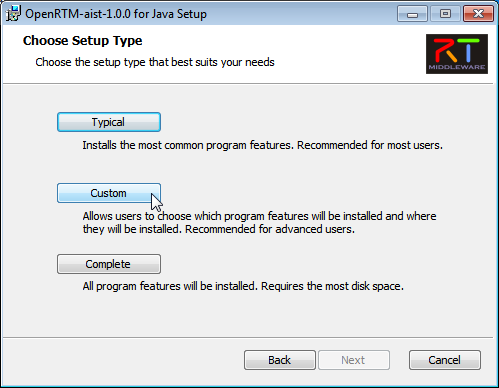 OpenRTM-aist-1.0.0 for Java Setup
Choose Setup Type
Choose the setup type that best suits your needs
RT
MIDDLEWARE
Typical
Installs the most common program features. Recommended for most users.
Custom
Allows users to choose which program features will be installed and where
they will be installed. Recommended for advanced users.
Complete
All program features will be installed. Requires the most disk space.
Back
Next
Cancel